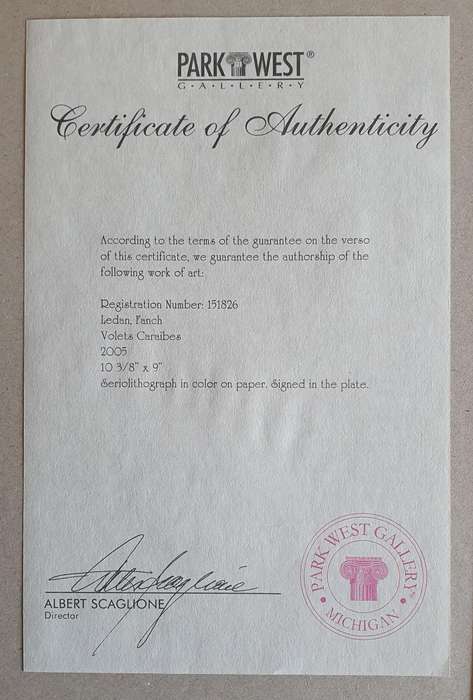 PARK WEST®
G·A·L·L·E·R·Y
Certificate of Authenticity
According to the terms of the guarantee on the verso
of this certificate, we guarantee the authorship of the
following work of art:
Registration Number: 151826
Ledan, Fanch
Volets Caraibes
2005
10 3/8" x 9"
Seriolithograph in color on paper. Signed in the plate.
Albert Scaglione
ALBERT SCAGLIONE
Director
PARK WEST GALLERY®
• MICHIGAN •